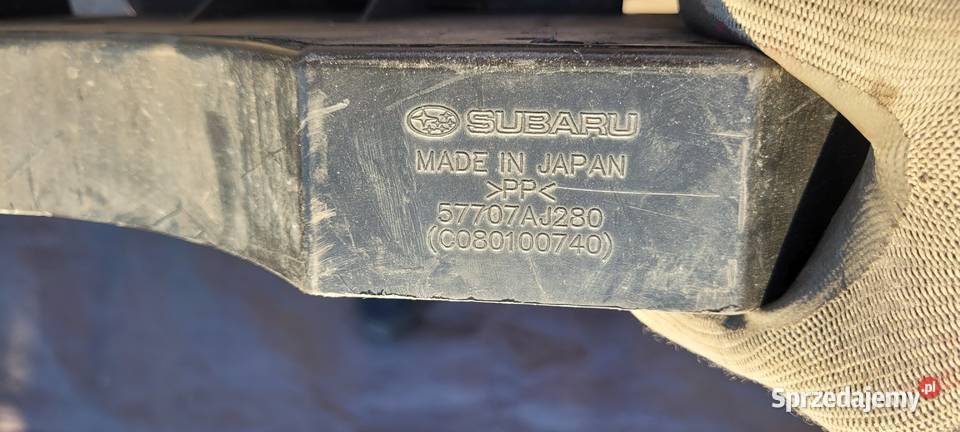 SUBARU
MADE IN JAPAN
>PP<
57707AJ280
(C080100740)
Sprzedajemy.pl